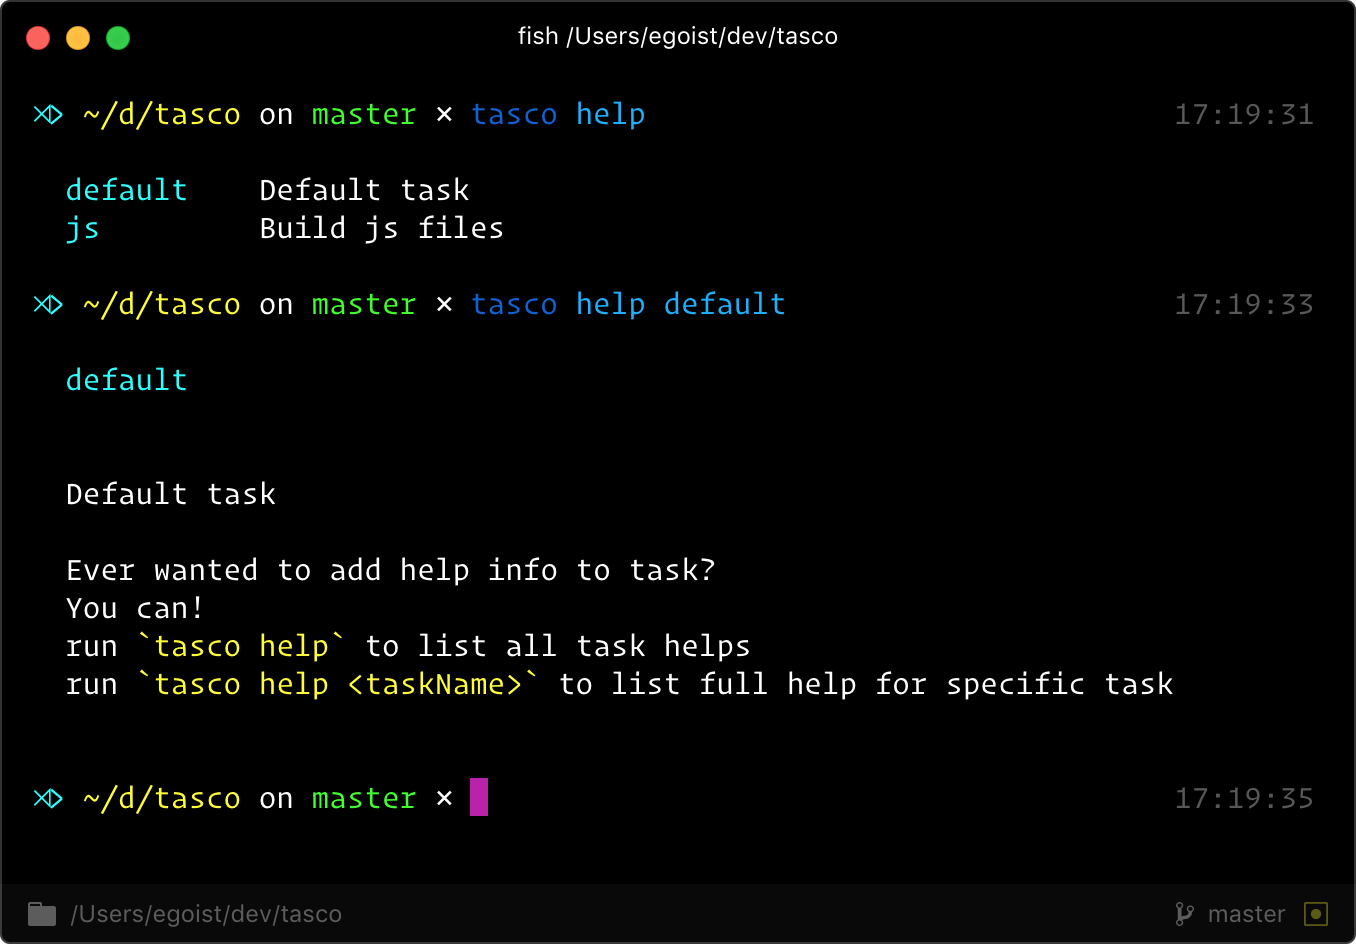 fish /Users/egoist/dev/tasco
~/d/tasco on master × tasco help 17:19:31
default Default task
js Build js files
~/d/tasco on master × tasco help default 17:19:33
default
Default task
Ever wanted to add help info to task?
You can!
run `tasco help` to list all task helps
run `tasco help <taskName>` to list full help for specific task
~/d/tasco on master × 17:19:35
/Users/egoist/dev/tasco master